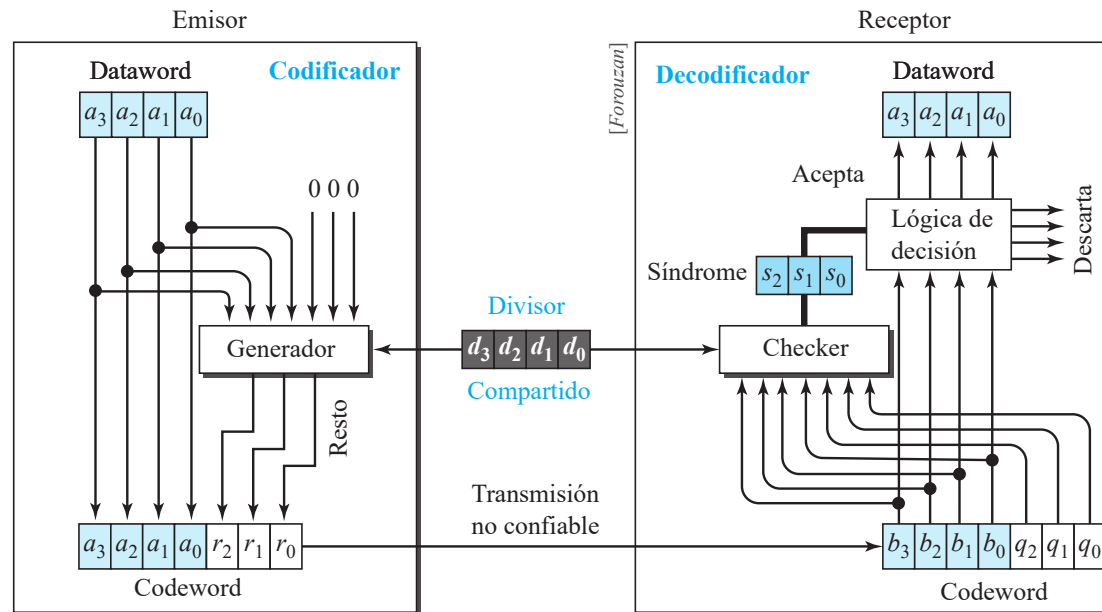 Emisor
Codificador
Dataword
a3 a2 a1 a0
0 0 0
Generador
Resto
a3 a2 a1 a0 r2 r1 r0
Codeword
Divisor
d3 d2 d1 d0
Compartido
Transmisión
no confiable
Receptor
[Forouzan]
Decodificador
Dataword
a3 a2 a1 a0
Acepta
Lógica de
decisión
Descarta
Síndrome
s2 s1 s0
Checker
b3 b2 b1 b0 q2 q1 q0
Codeword